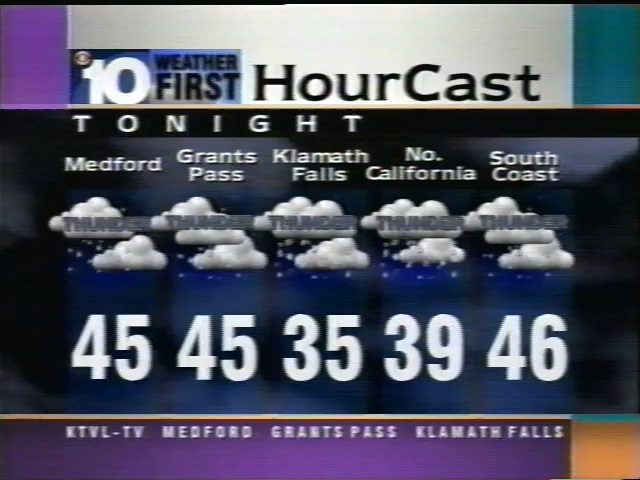 10 WEATHER FIRST HourCast
TONIGHT
Medford
Grants Pass
Klamath Falls
No. California
South Coast
THUNDER THUNDER THUNDER THUNDER THUNDER
45 45 35 39 46
KTVL-TV MEDFORD GRANTS PASS KLAMATH FALLS